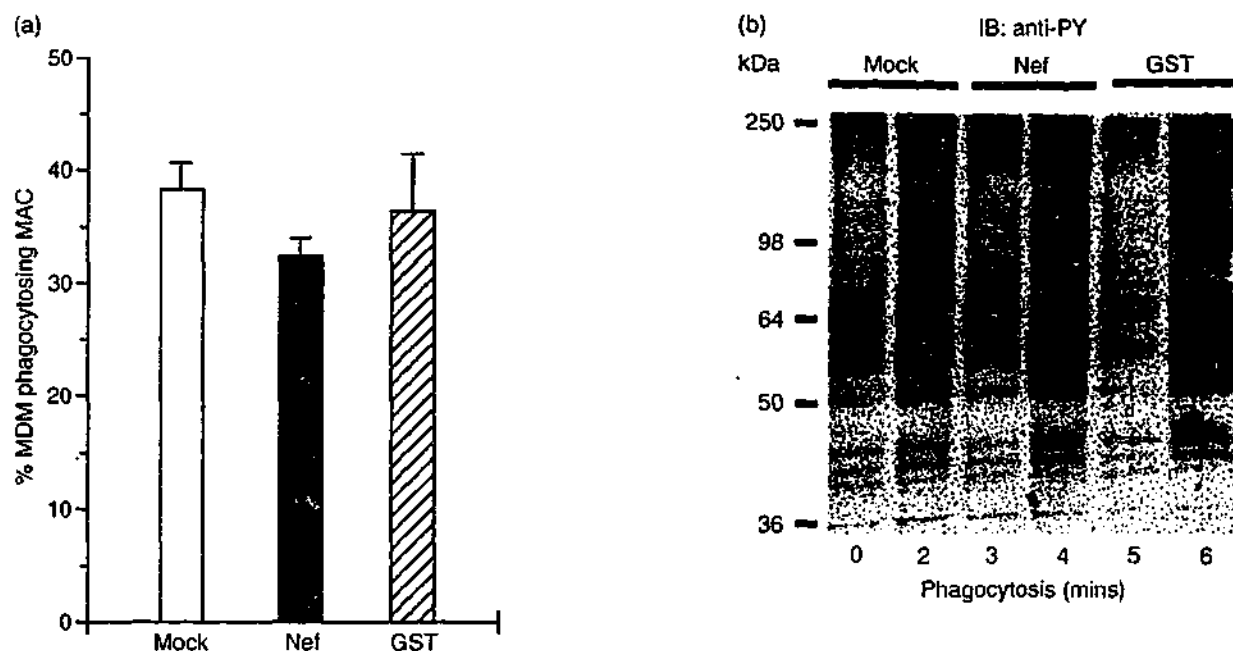 (a)
50
40
30
20
10
0
% MDM phagocytosing MAC
Mock Nef GST
(b)
IB: anti-PY
kDa Mock Nef GST
250
98
64
50
36
0 2 3 4 5 6
Phagocytosis (mins)